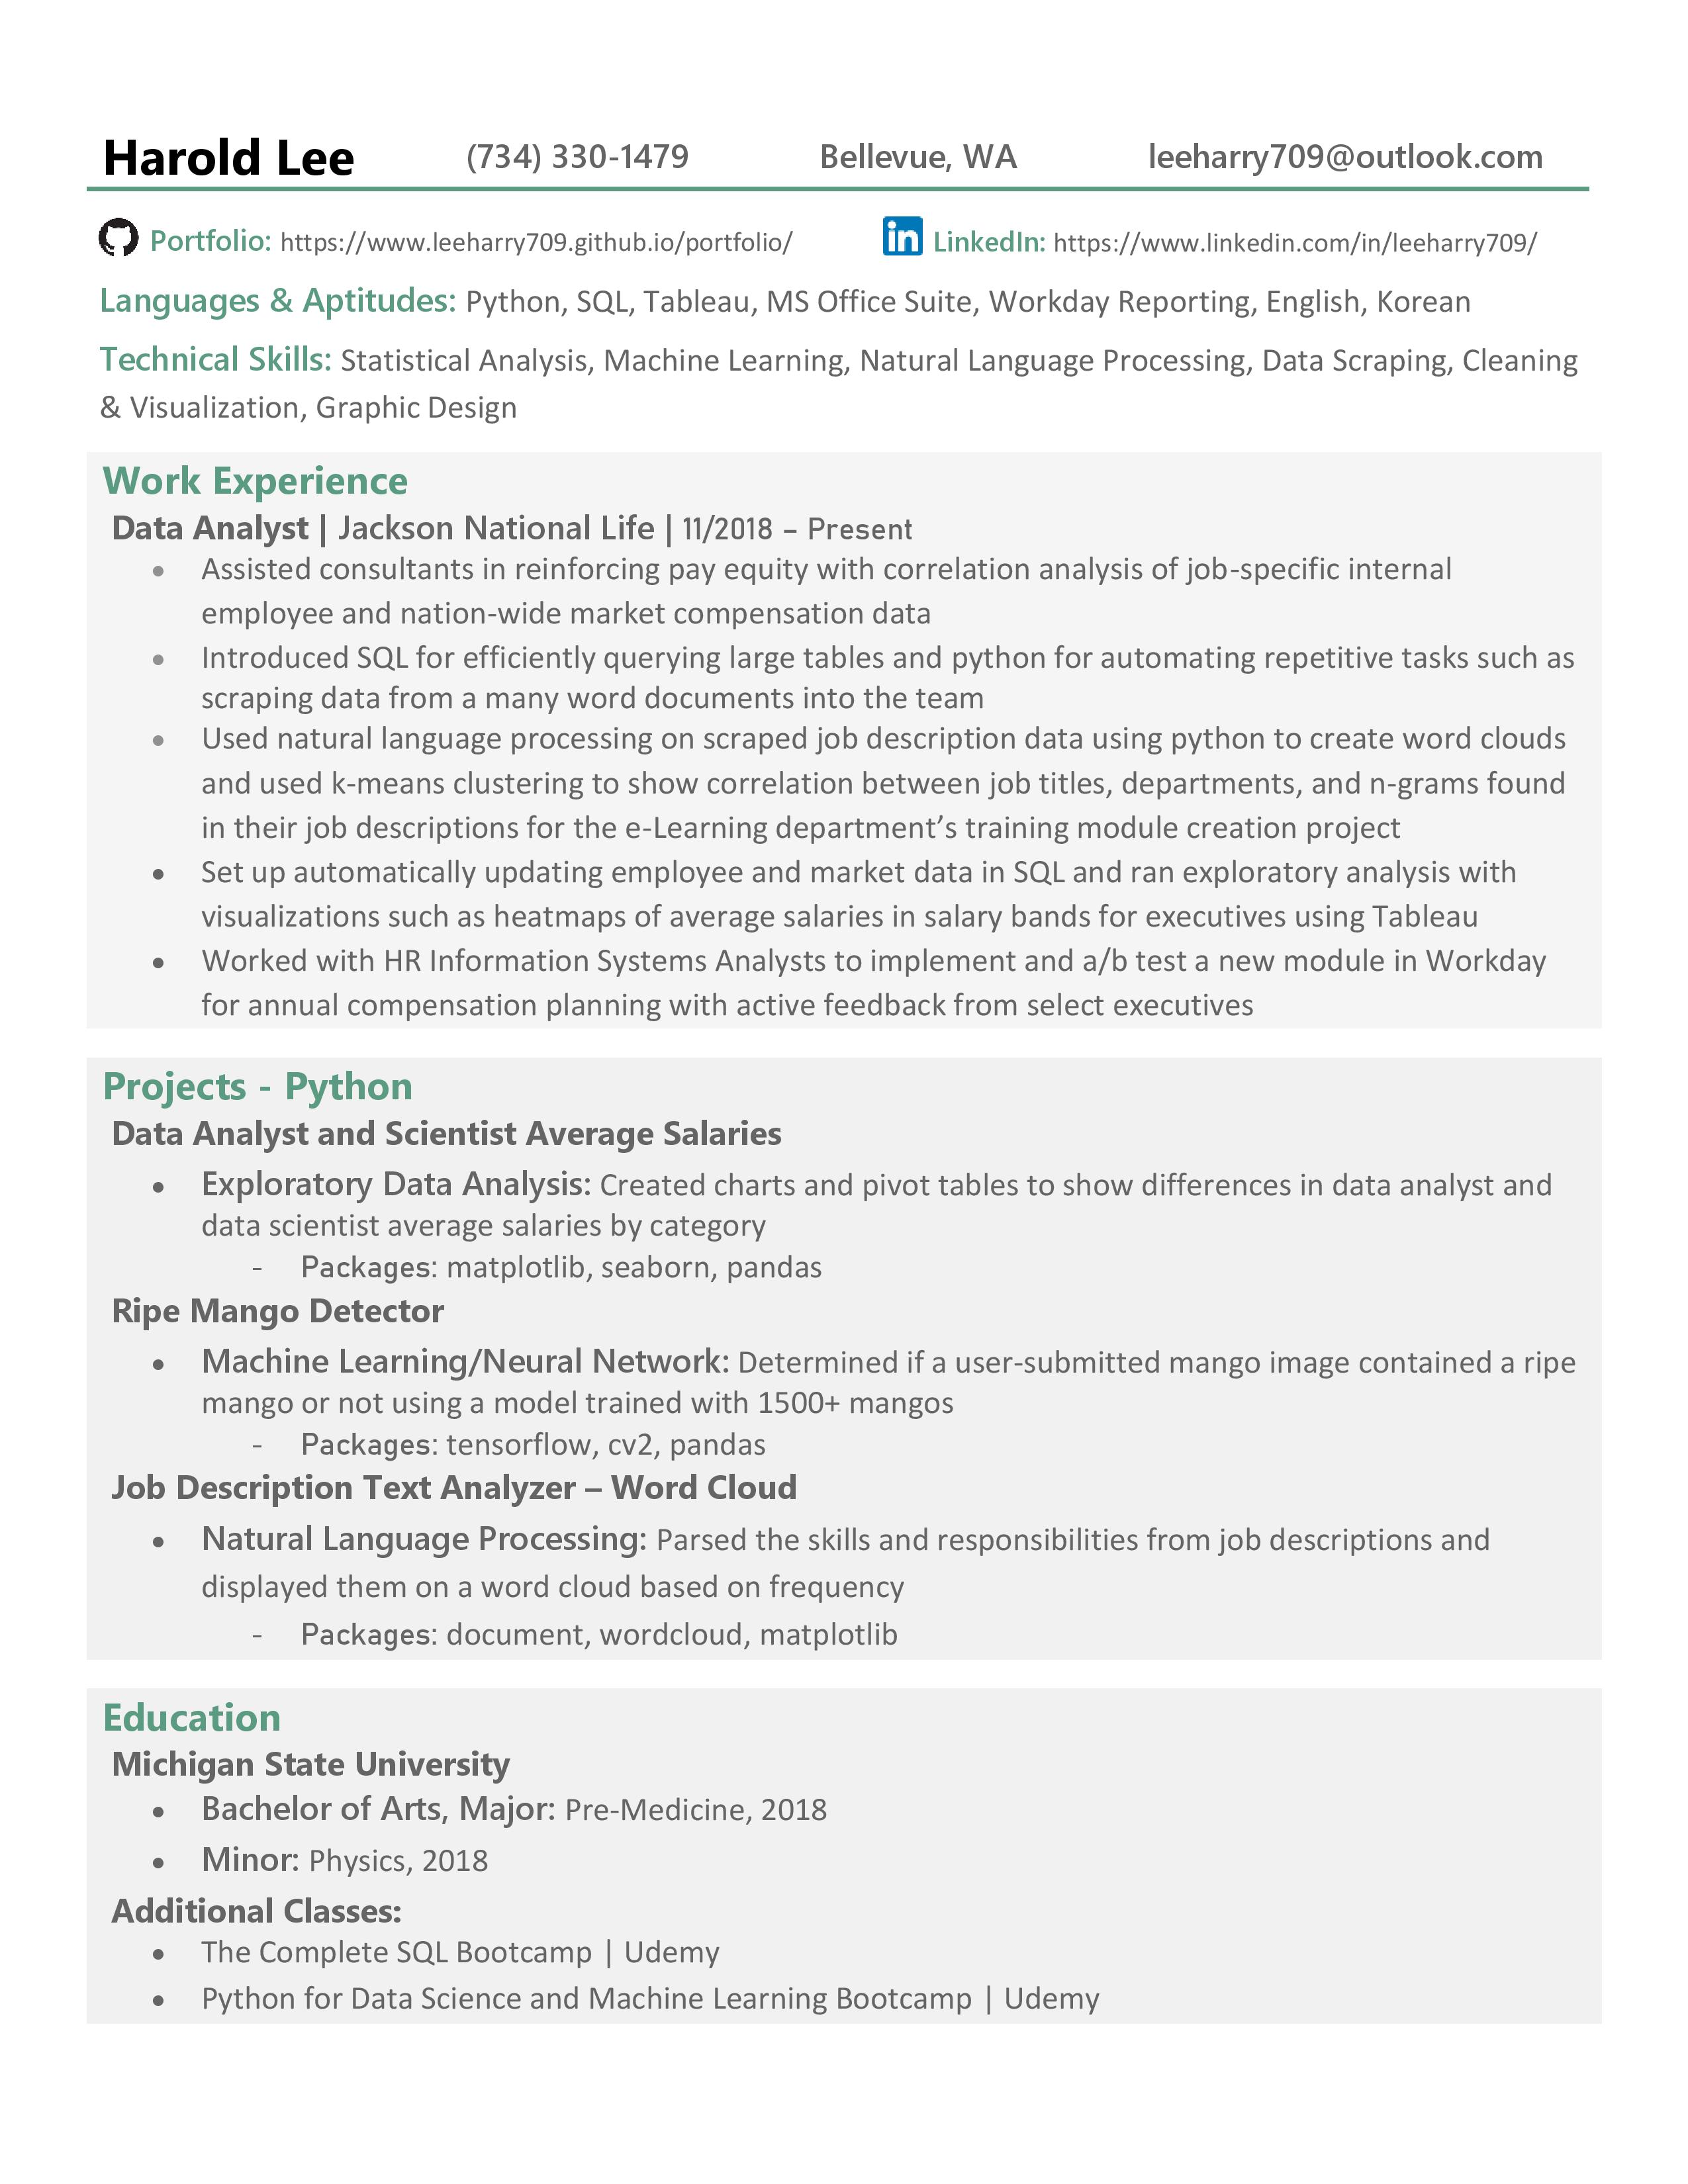 Harold Lee (734) 330-1479 Bellevue, WA leeharry709@outlook.com
Portfolio: https://www.leeharry709.github.io/portfolio/ in LinkedIn: https://www.linkedin.com/in/leeharry709/
Languages & Aptitudes: Python, SQL, Tableau, MS Office Suite, Workday Reporting, English, Korean
Technical Skills: Statistical Analysis, Machine Learning, Natural Language Processing, Data Scraping, Cleaning
& Visualization, Graphic Design
Work Experience
Data Analyst | Jackson National Life | 11/2018 – Present
• Assisted consultants in reinforcing pay equity with correlation analysis of job-specific internal
employee and nation-wide market compensation data
• Introduced SQL for efficiently querying large tables and python for automating repetitive tasks such as
scraping data from a many word documents into the team
• Used natural language processing on scraped job description data using python to create word clouds
and used k-means clustering to show correlation between job titles, departments, and n-grams found
in their job descriptions for the e-Learning department’s training module creation project
• Set up automatically updating employee and market data in SQL and ran exploratory analysis with
visualizations such as heatmaps of average salaries in salary bands for executives using Tableau
• Worked with HR Information Systems Analysts to implement and a/b test a new module in Workday
for annual compensation planning with active feedback from select executives
Projects - Python
Data Analyst and Scientist Average Salaries
• Exploratory Data Analysis: Created charts and pivot tables to show differences in data analyst and
data scientist average salaries by category
- Packages: matplotlib, seaborn, pandas
Ripe Mango Detector
• Machine Learning/Neural Network: Determined if a user-submitted mango image contained a ripe
mango or not using a model trained with 1500+ mangos
- Packages: tensorflow, cv2, pandas
Job Description Text Analyzer – Word Cloud
• Natural Language Processing: Parsed the skills and responsibilities from job descriptions and
displayed them on a word cloud based on frequency
- Packages: document, wordcloud, matplotlib
Education
Michigan State University
• Bachelor of Arts, Major: Pre-Medicine, 2018
• Minor: Physics, 2018
Additional Classes:
• The Complete SQL Bootcamp | Udemy
• Python for Data Science and Machine Learning Bootcamp | Udemy